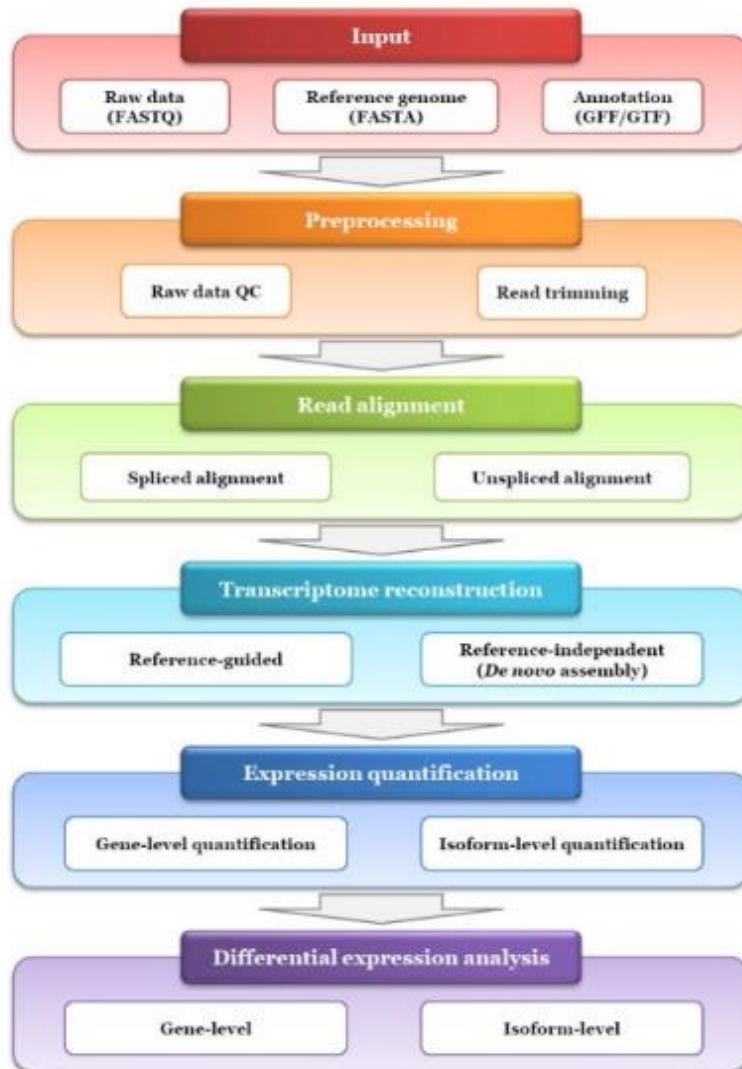 Input
Raw data
(FASTQ)
Reference genome
(FASTA)
Annotation
(GFF/GTF)
Preprocessing
Raw data QC
Read trimming
Read alignment
Spliced alignment
Unspliced alignment
Transcriptome reconstruction
Reference-guided
Reference-independent
(De novo assembly)
Expression quantification
Gene-level quantification
Isoform-level quantification
Differential expression analysis
Gene-level
Isoform-level